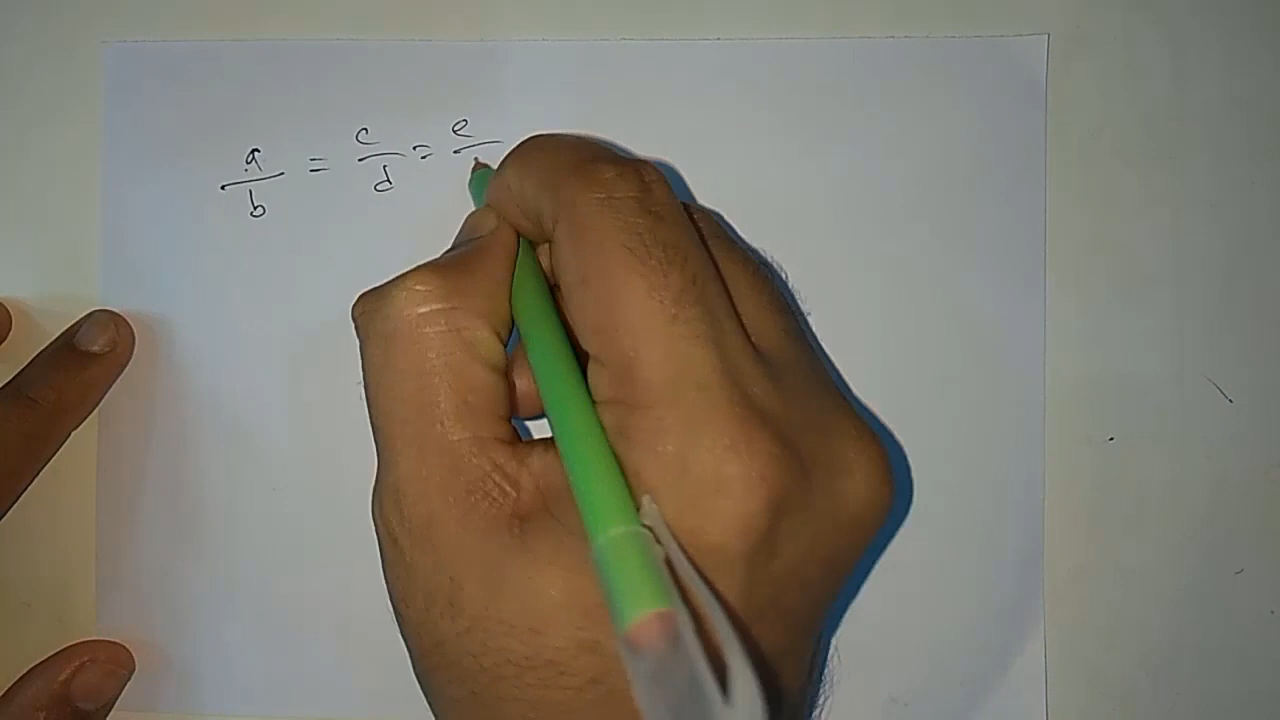 a/b = c/d = e/